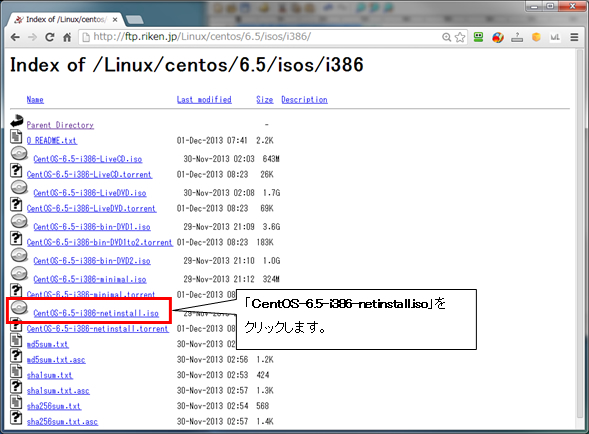 Index of /Linux/centos/6.5/isos
http://ftp.riken.jp/Linux/centos/6.5/isos/i386/
Index of /Linux/centos/6.5/isos/i386
Name Last modified Size Description
Parent Directory -
0_README.txt 01-Dec-2013 07:41 2.2K
CentOS-6.5-i386-LiveCD.iso 30-Nov-2013 02:03 643M
CentOS-6.5-i386-LiveCD.torrent 01-Dec-2013 08:23 26K
CentOS-6.5-i386-LiveDVD.iso 30-Nov-2013 02:08 1.7G
CentOS-6.5-i386-LiveDVD.torrent 01-Dec-2013 08:23 69K
CentOS-6.5-i386-bin-DVD1.iso 29-Nov-2013 21:09 3.6G
CentOS-6.5-i386-bin-DVD1to2.torrent 01-Dec-2013 08:23 183K
CentOS-6.5-i386-bin-DVD2.iso 29-Nov-2013 21:10 1.0G
CentOS-6.5-i386-minimal.iso 29-Nov-2013 21:12 324M
CentOS-6.5-i386-minimal.torrent 01-Dec-2013
CentOS-6.5-i386-netinstall.iso 29-Nov-2013
「CentOS-6.5-i386-netinstall.iso」を
クリックします。
CentOS-6.5-i386-netinstall.torrent 01-Dec-2013
md5sum.txt 30-Nov-2013
md5sum.txt.asc 30-Nov-2013 02:56 1.2K
sha1sum.txt 30-Nov-2013 02:53 424
sha1sum.txt.asc 30-Nov-2013 02:57 1.3K
sha256sum.txt 30-Nov-2013 02:54 568
sha256sum.txt.asc 30-Nov-2013 02:57 1.4K